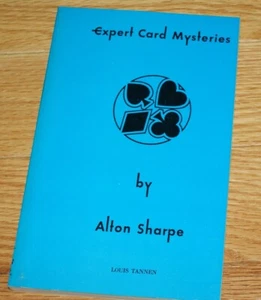 Expert Card Mysteries
by
Alton Sharpe
LOUIS TANNEN